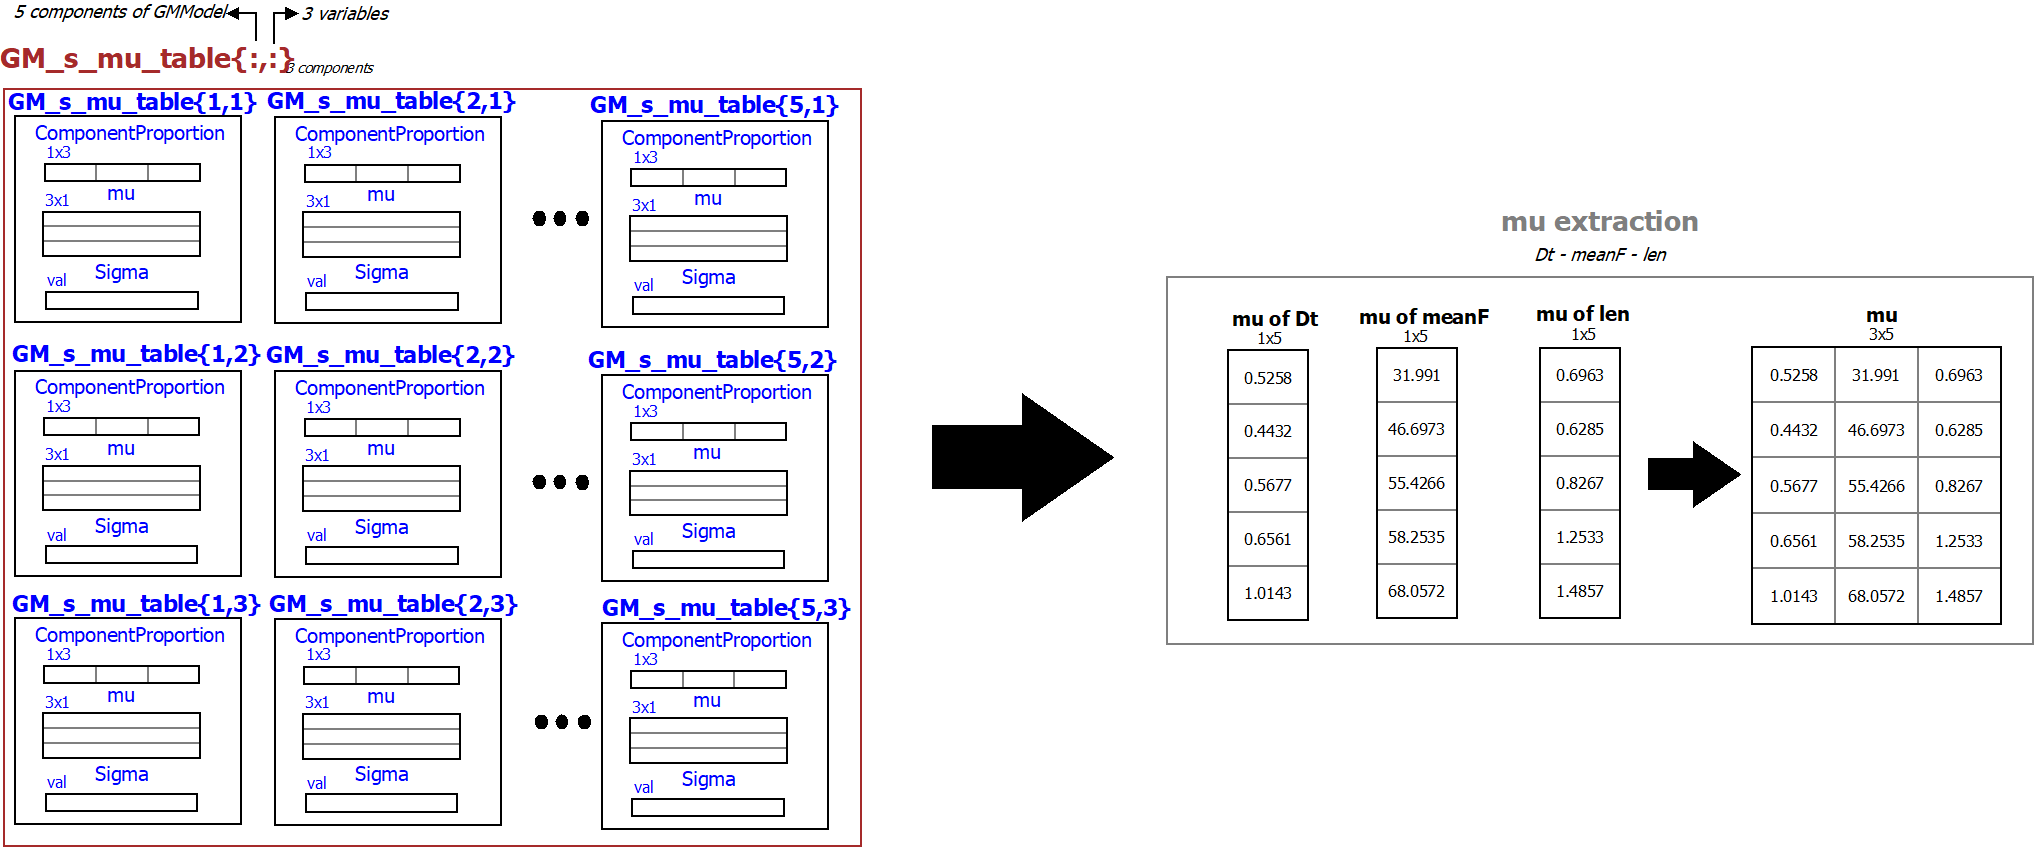 5 components of GMModel
3 variables
GM_s_mu_table{:,:}
3 components
GM_s_mu_table{1,1}
ComponentProportion
1x3
mu
3x1
Sigma
val
GM_s_mu_table{2,1}
ComponentProportion
1x3
mu
3x1
Sigma
val
GM_s_mu_table{5,1}
ComponentProportion
1x3
mu
3x1
Sigma
val
GM_s_mu_table{1,2}
ComponentProportion
1x3
mu
3x1
Sigma
val
GM_s_mu_table{2,2}
ComponentProportion
1x3
mu
3x1
Sigma
val
GM_s_mu_table{5,2}
ComponentProportion
1x3
mu
3x1
Sigma
val
GM_s_mu_table{1,3}
ComponentProportion
1x3
mu
3x1
Sigma
val
GM_s_mu_table{2,3}
ComponentProportion
1x3
mu
3x1
Sigma
val
GM_s_mu_table{5,3}
ComponentProportion
1x3
mu
3x1
Sigma
val
mu extraction
Dt - meanF - len
mu of Dt
1x5
0.5258
0.4432
0.5677
0.6561
1.0143
mu of meanF
1x5
31.991
46.6973
55.4266
58.2535
68.0572
mu of len
1x5
0.6963
0.6285
0.8267
1.2533
1.4857
mu
3x5
0.5258 31.991 0.6963
0.4432 46.6973 0.6285
0.5677 55.4266 0.8267
0.6561 58.2535 1.2533
1.0143 68.0572 1.4857